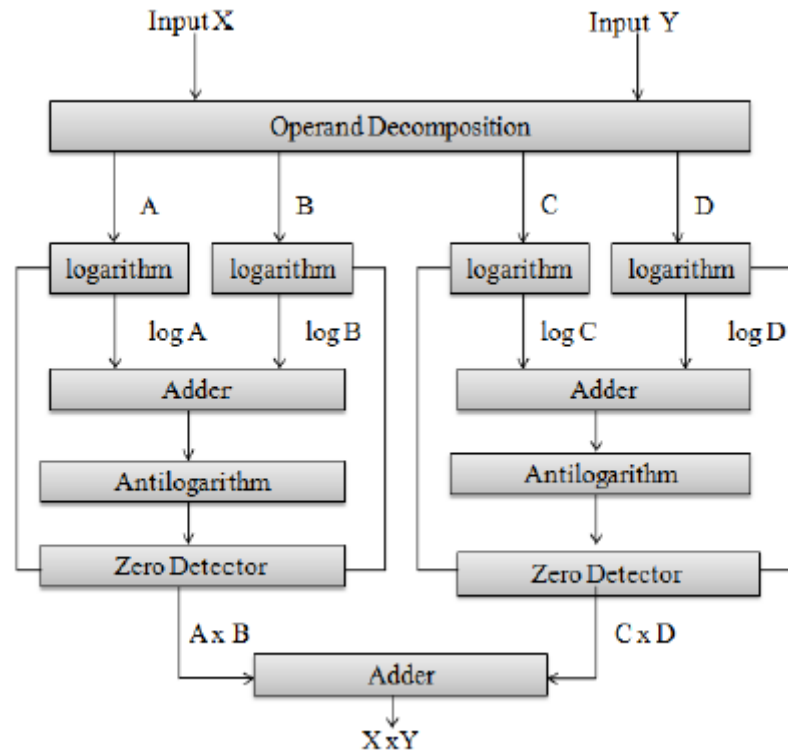 Input X Input Y
Operand Decomposition
A B C D
logarithm logarithm logarithm logarithm
log A log B log C log D
Adder Adder
Antilogarithm Antilogarithm
Zero Detector Zero Detector
A x B C x D
Adder
X x Y